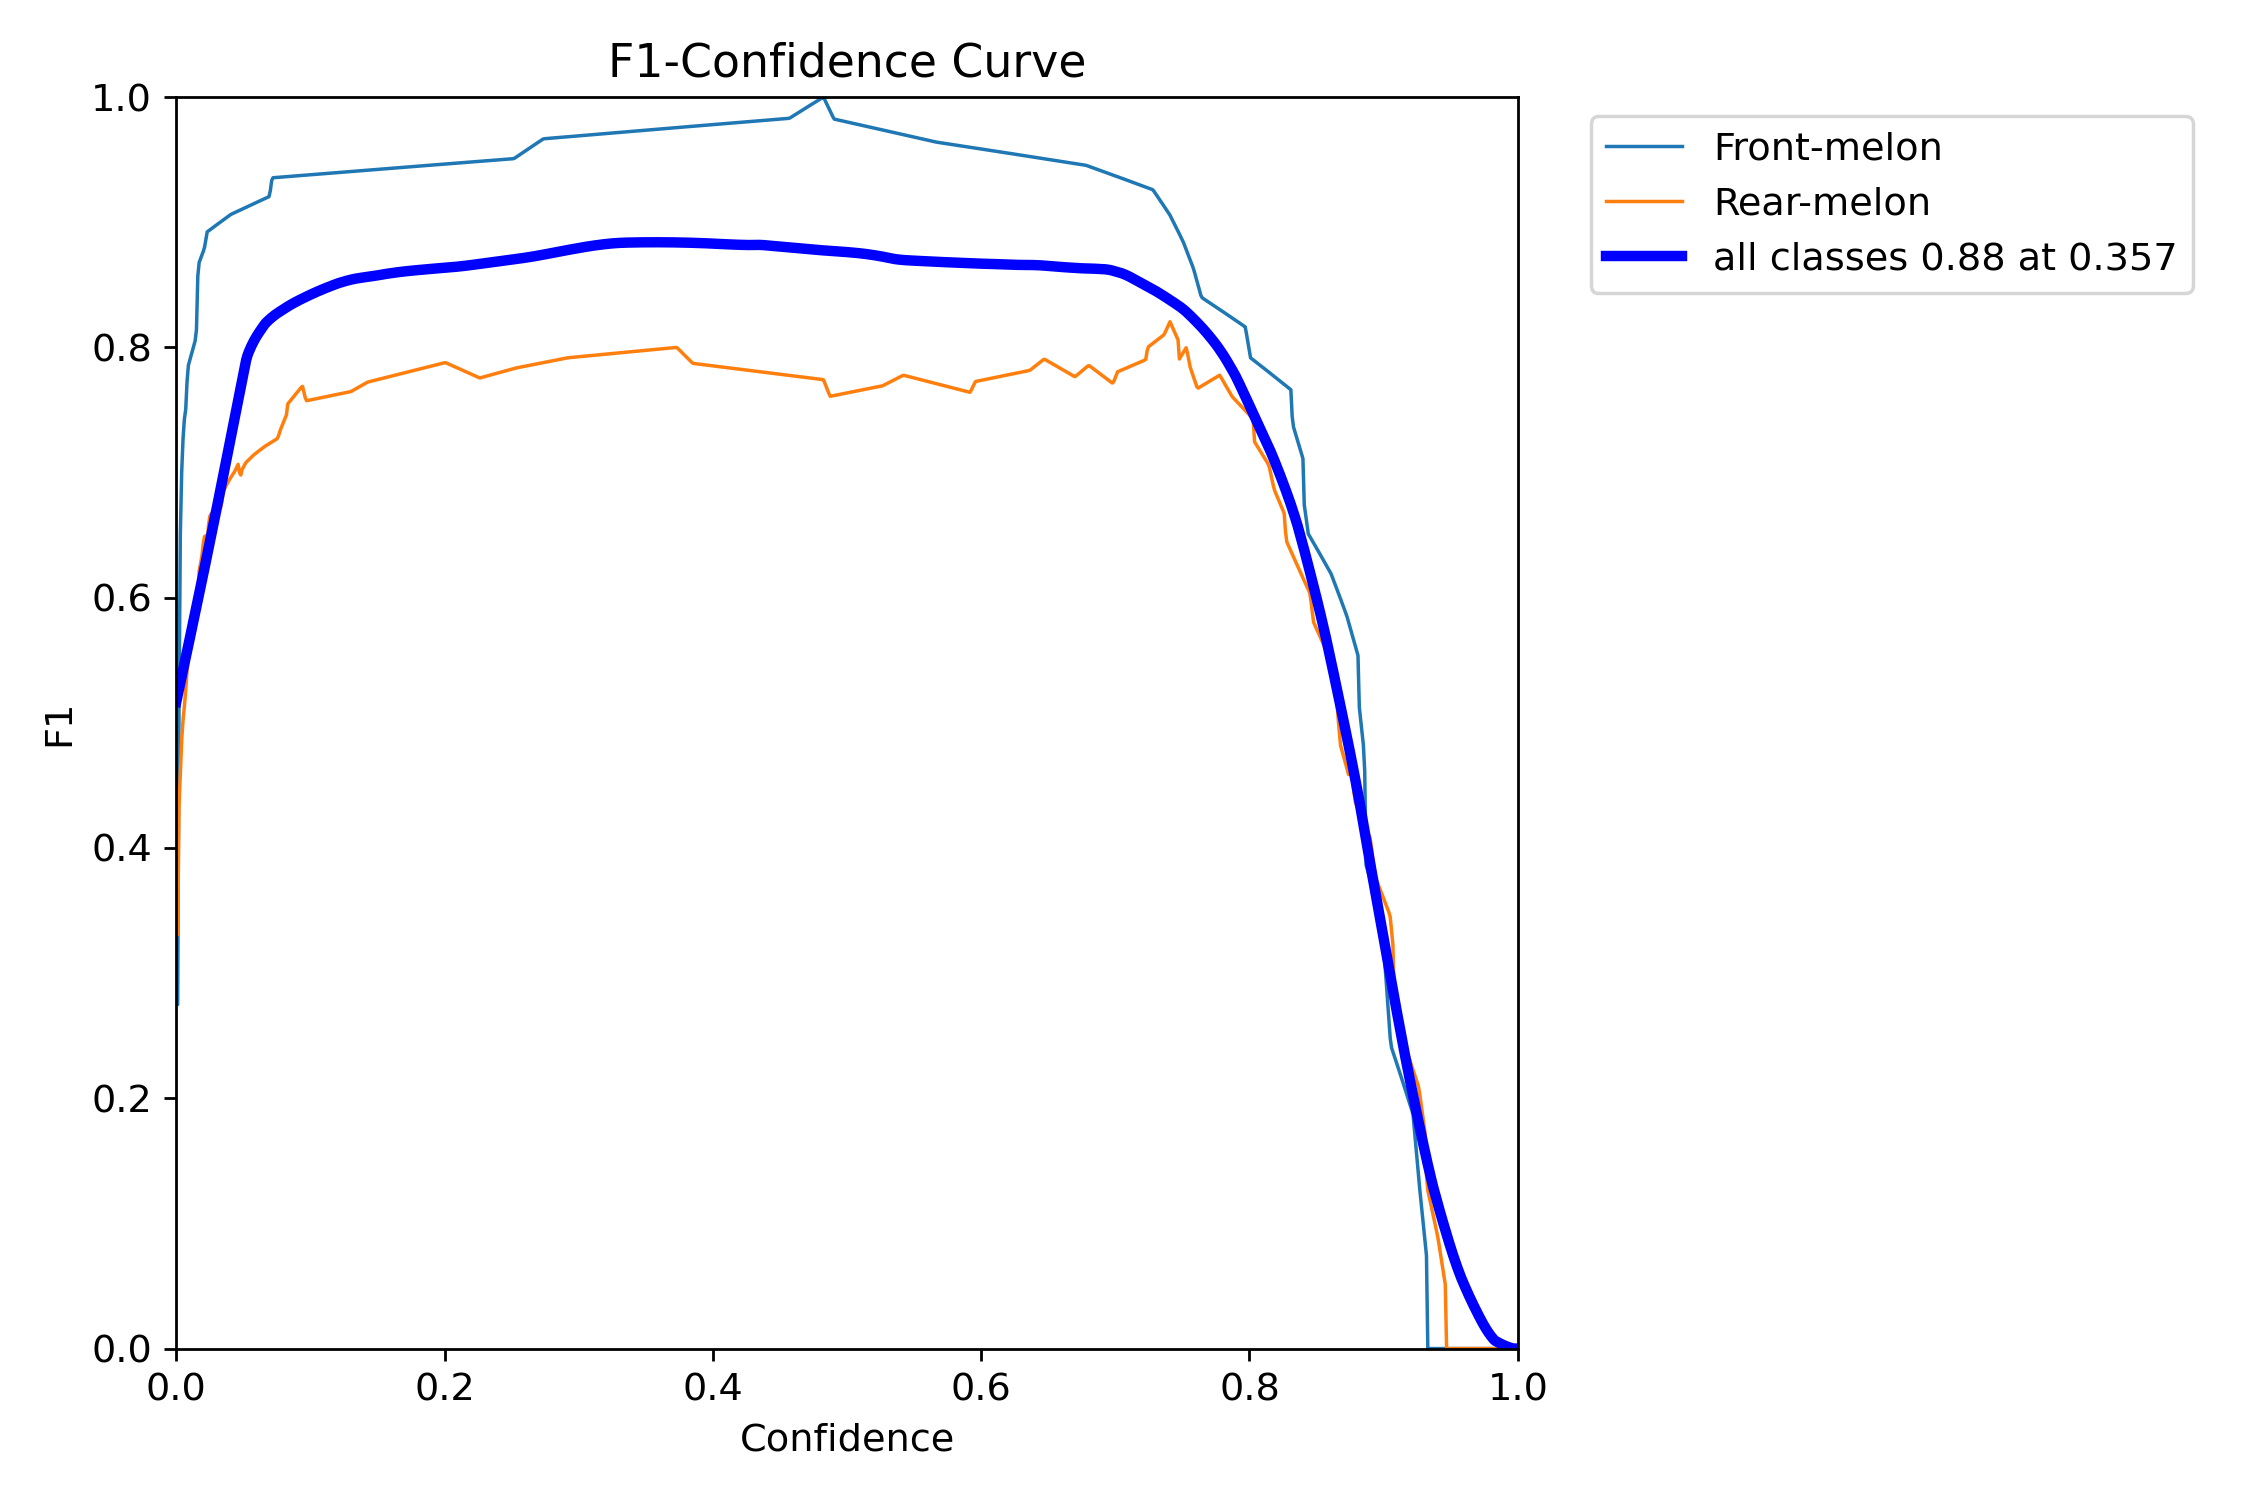 F1-Confidence Curve
1.0
0.8
0.6
0.4
0.2
0.0
F1
0.0 0.2 0.4 0.6 0.8 1.0
Confidence
Front-melon
Rear-melon
all classes 0.88 at 0.357